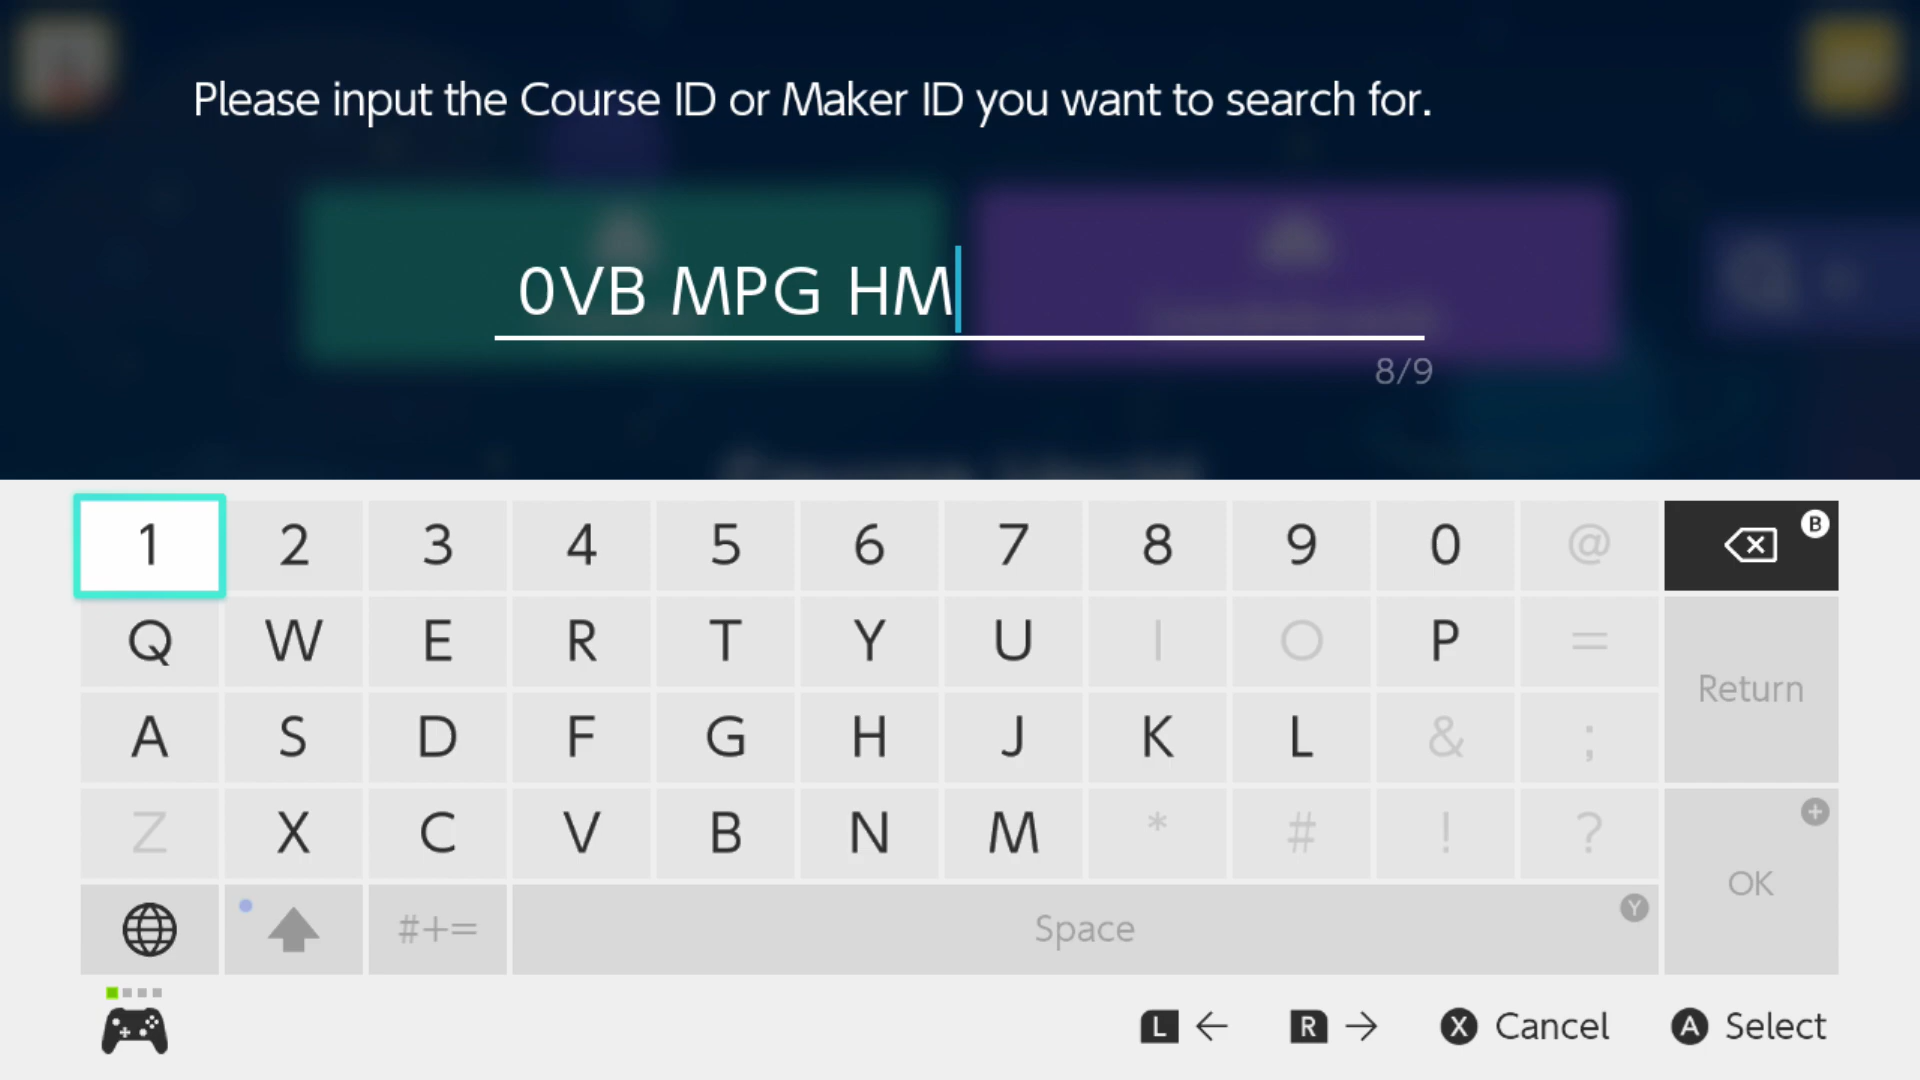 Please input the Course ID or Maker ID you want to search for.
0VB MPG HM
8/9
1 2 3 4 5 6 7 8 9 0 @ B
Q W E R T Y U I O P =
Return
A S D F G H J K L & ;
Z X C V B N M * # ! ?
OK
#+= Space Y
L ← R → X Cancel A Select